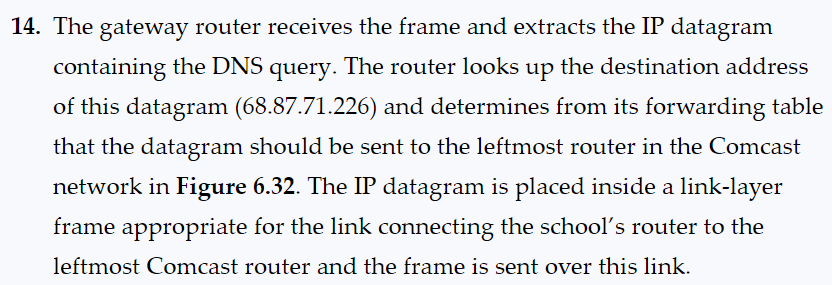 14. The gateway router receives the frame and extracts the IP datagram
containing the DNS query. The router looks up the destination address
of this datagram (68.87.71.226) and determines from its forwarding table
that the datagram should be sent to the leftmost router in the Comcast
network in Figure 6.32. The IP datagram is placed inside a link-layer
frame appropriate for the link connecting the school’s router to the
leftmost Comcast router and the frame is sent over this link.